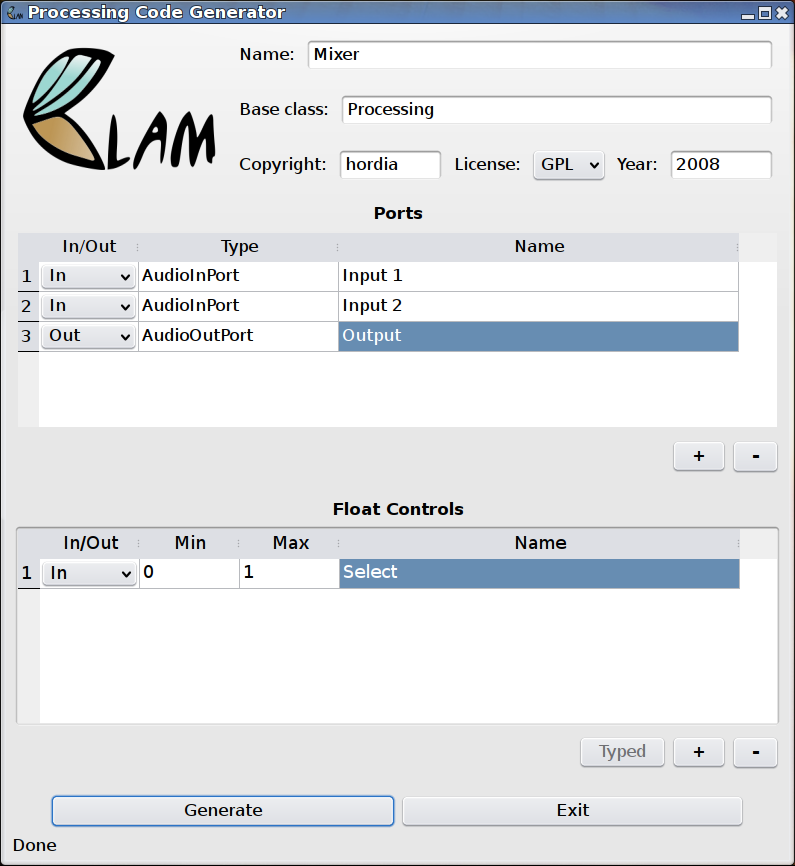 Processing Code Generator
CLAM
Name: Mixer
Base class: Processing
Copyright: hordia License: GPL Year: 2008
Ports
In/Out Type Name
1 In AudioInPort Input 1
2 In AudioInPort Input 2
3 Out AudioOutPort Output
+ -
Float Controls
In/Out Min Max Name
1 In 0 1 Select
Typed + -
Generate Exit
Done